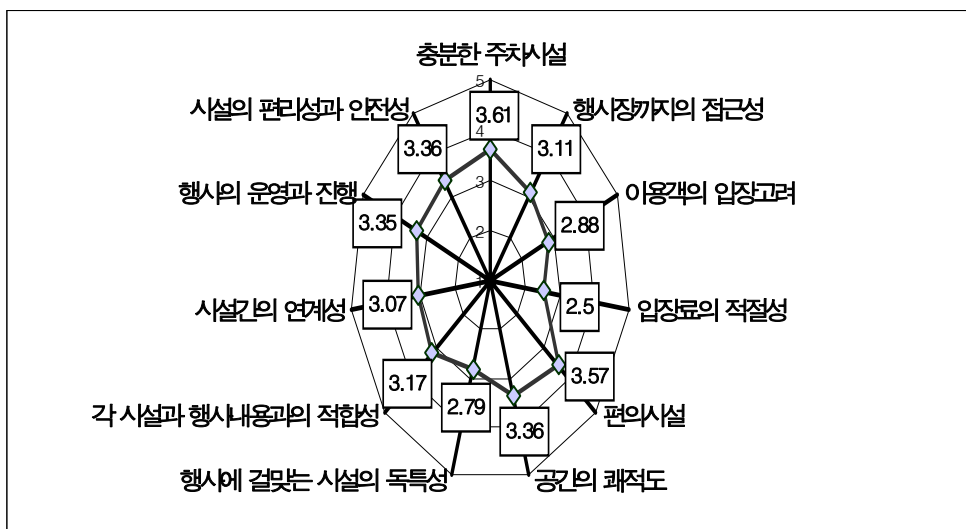 충분한 주차시설
5
시설의 편리성과 안전성
3.61
행사장까지의 접근성
4
3.36
3.11
행사의 운영과 진행
3
이용객의 입장고려
3.35
2.88
2
시설간의 연계성
3.07
1
2.5
입장료의 적절성
3.17
3.57
각 시설과 행사내용과의 적합성
2.79
편의시설
3.36
행사에 걸맞는 시설의 독특성
공간의 쾌적도